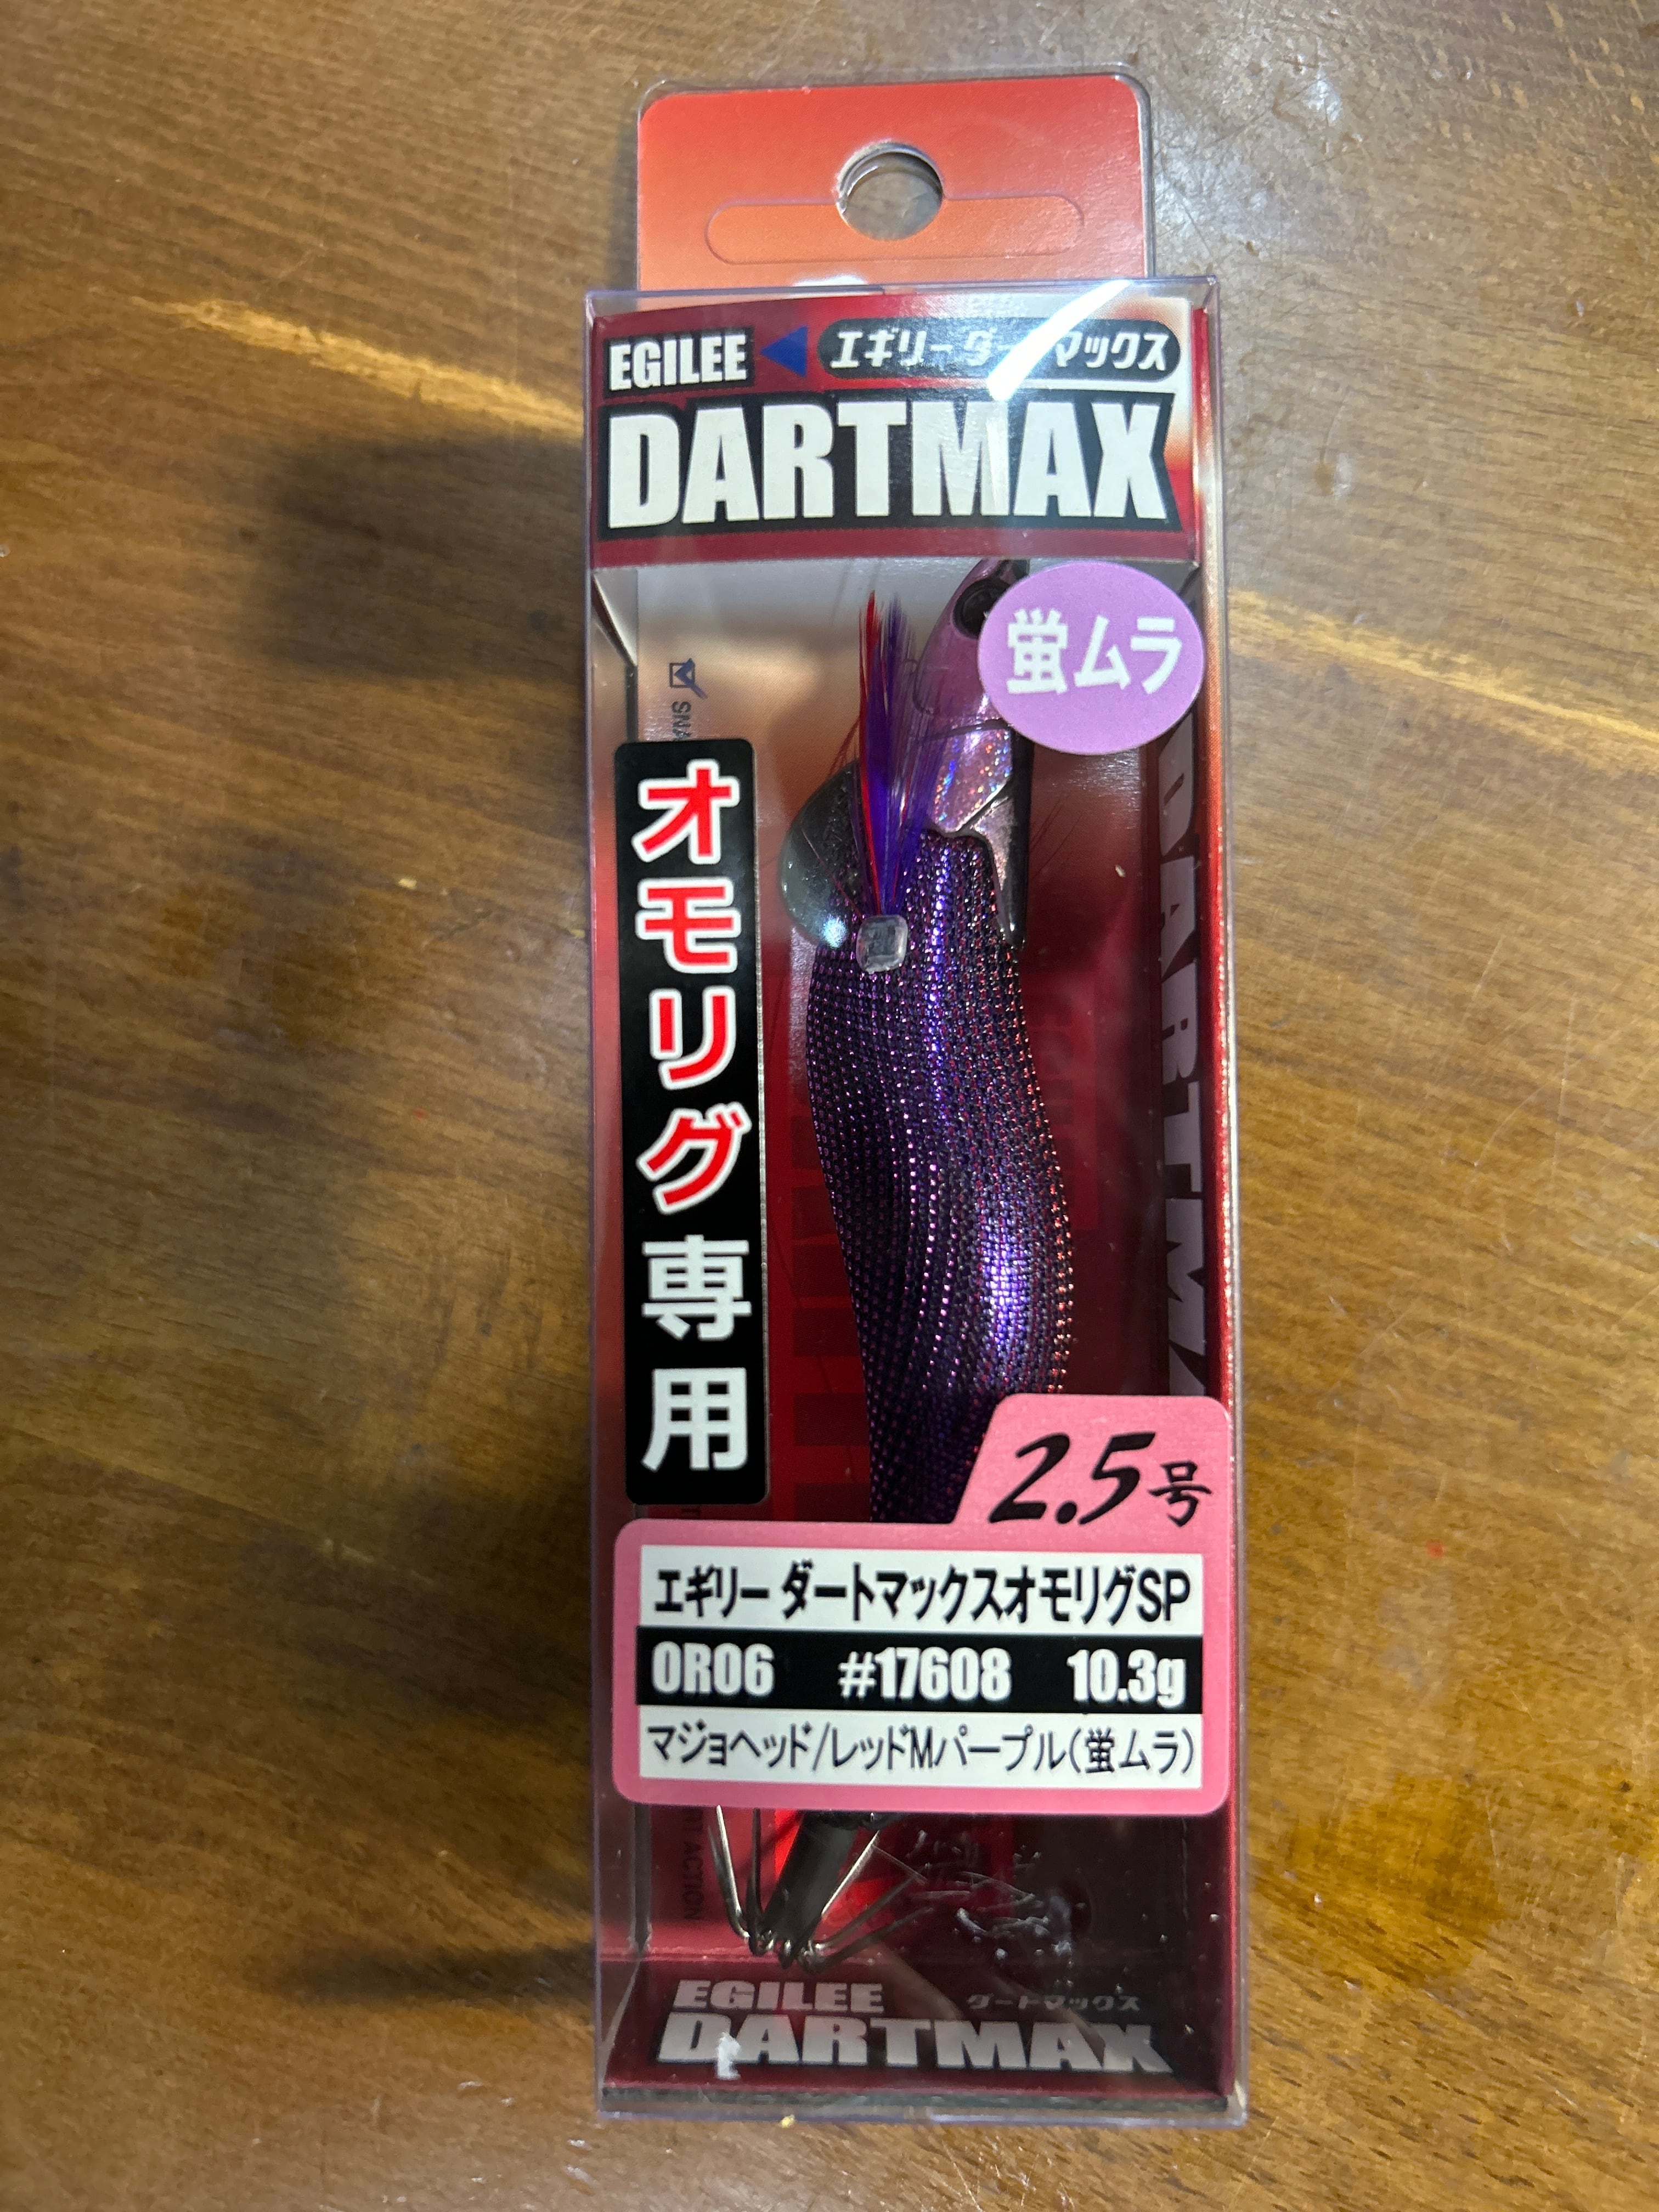 EGILEE
エギリー ダートマックス
DARTMAX
蛍ムラ
オモリグ専用
DARTMA
2.5号
エギリー ダートマックスオモリグSP
OR06 #17608 10.3g
マジョヘッド/レッドMパープル(蛍ムラ)
ACTION
EGILEE
ダートマックス
DARTMAX